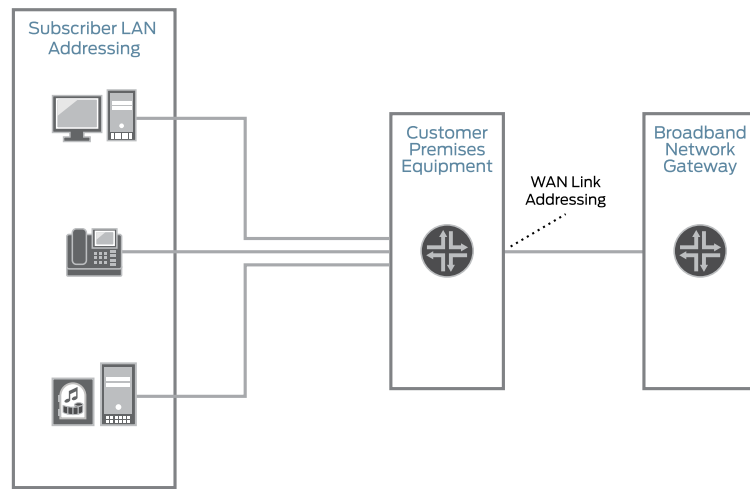 Subscriber LAN
Addressing
Customer
Premises
Equipment
WAN Link
Addressing
Broadband
Network
Gateway